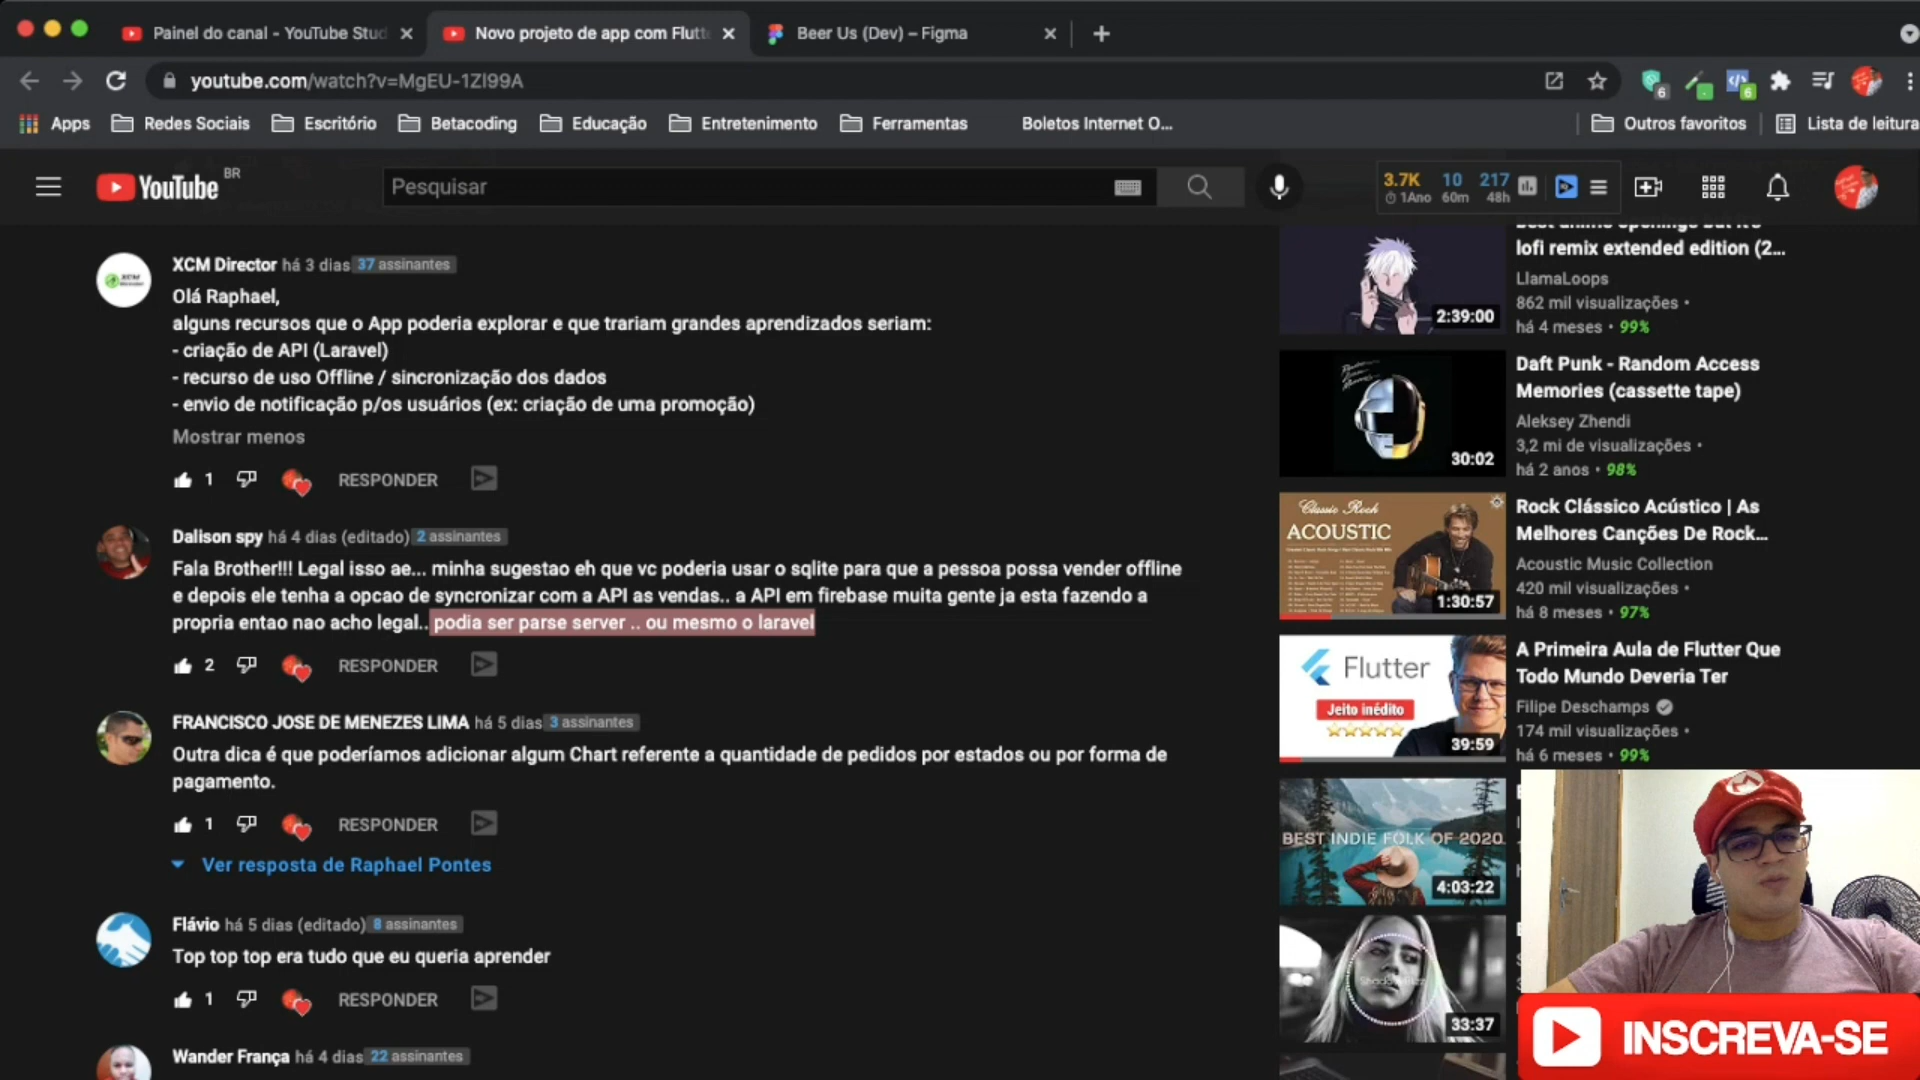 Painel do canal - YouTube Stud
Novo projeto de app com Flutt
Beer Us (Dev) – Figma
youtube.com/watch?v=MgEU-1Zl99A
6
6
Apps
Redes Sociais
Escritório
Betacoding
Educação
Entretenimento
Ferramentas
Boletos Internet O...
Outros favoritos
Lista de leitura
YouTube BR
Pesquisar
3.7K 10 217
1Ano 60m 48h
XCM Director há 3 dias 37 assinantes
Olá Raphael,
alguns recursos que o App poderia explorar e que trariam grandes aprendizados seriam:
- criação de API (Laravel)
- recurso de uso Offline / sincronização dos dados
- envio de notificação p/os usuários (ex: criação de uma promoção)
Mostrar menos
1 RESPONDER
Dalison spy há 4 dias (editado) 2 assinantes
Fala Brother!!! Legal isso ae... minha sugestao eh que vc poderia usar o sqlite para que a pessoa possa vender offline
e depois ele tenha a opcao de syncronizar com a API as vendas.. a API em firebase muita gente ja esta fazendo a
propria entao nao acho legal.. podia ser parse server .. ou mesmo o laravel
2 RESPONDER
FRANCISCO JOSE DE MENEZES LIMA há 5 dias 3 assinantes
Outra dica é que poderíamos adicionar algum Chart referente a quantidade de pedidos por estados ou por forma de
pagamento.
1 RESPONDER
Ver resposta de Raphael Pontes
Flávio há 5 dias (editado) 8 assinantes
Top top top era tudo que eu queria aprender
1 RESPONDER
Wander França há 4 dias 22 assinantes
lofi remix extended edition (2...
LlamaLoops
862 mil visualizações •
há 4 meses • 99%
2:39:00
Daft Punk - Random Access
Memories (cassette tape)
Aleksey Zhendi
3,2 mi de visualizações •
há 2 anos • 98%
30:02
Rock Clássico Acústico | As
Melhores Canções De Rock...
Acoustic Music Collection
420 mil visualizações •
há 8 meses • 97%
Classic Rock
ACOUSTIC
1:30:57
A Primeira Aula de Flutter Que
Todo Mundo Deveria Ter
Filipe Deschamps
174 mil visualizações •
há 6 meses • 99%
Flutter
Jeito inédito
39:59
BEST INDIE FOLK OF 2020
4:03:22
33:37
INSCREVA-SE